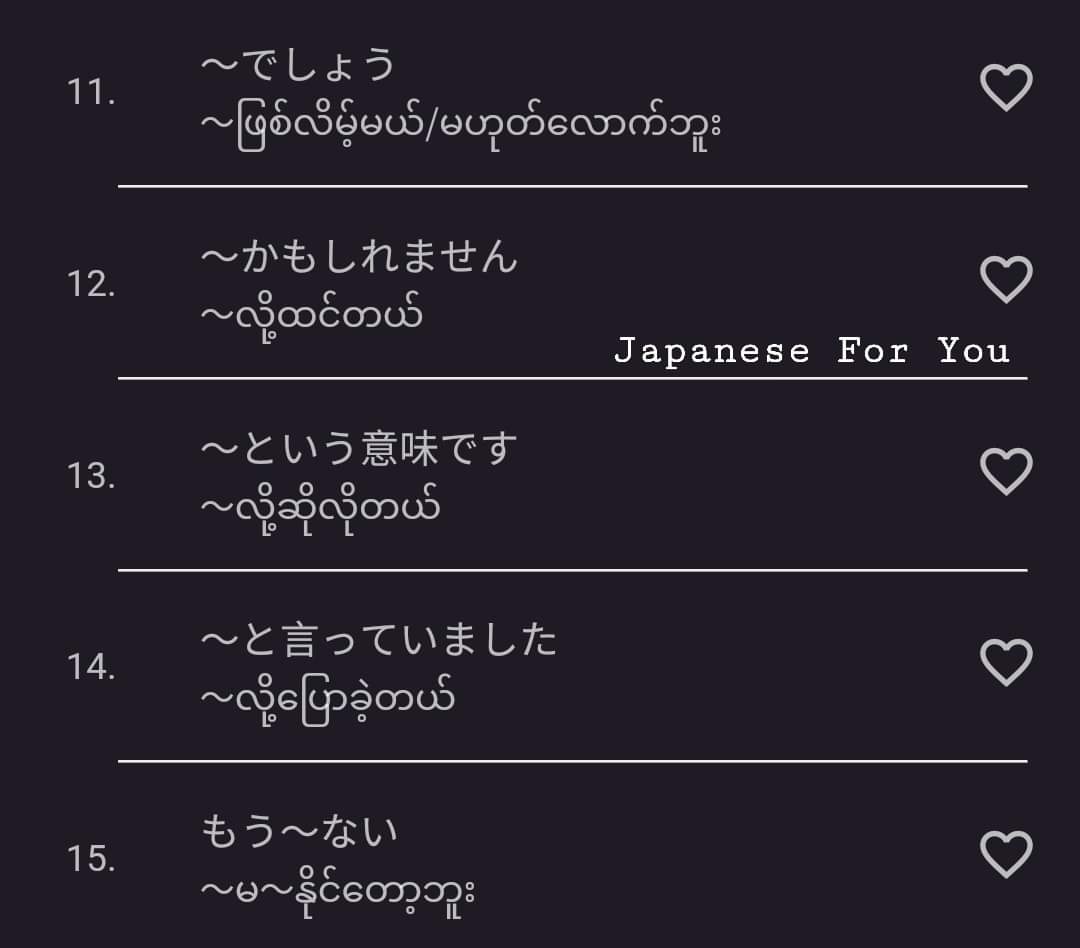 11.
～でしょう
～ဖြစ်လိမ့်မယ်/မဟုတ်လောက်ဘူး
12.
～かもしれません
～လို့ထင်တယ်
Japanese For You
13.
～という意味です
～လို့ဆိုလိုတယ်
14.
～と言っていました
～လို့ပြောခဲ့တယ်
15.
もう～ない
～မ～နိုင်တော့ဘူး